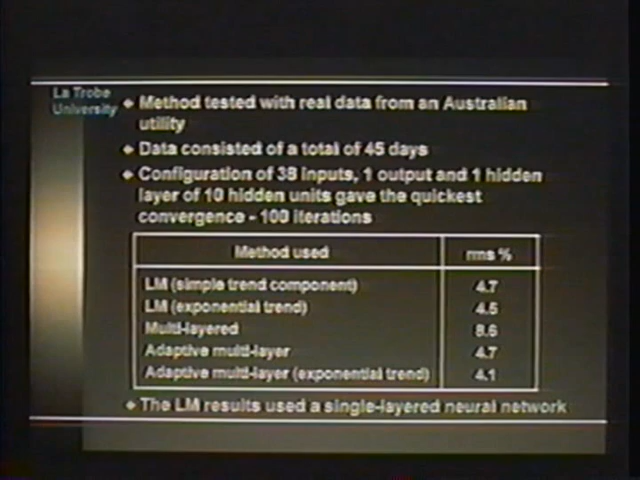 La Trobe
University
Method tested with real data from an Australian
utility
Data consisted of a total of 45 days
Configuration of 38 inputs, 1 output and 1 hidden
layer of 10 hidden units gave the quickest
convergence - 100 iterations
Method used rms %
LM (simple trend component) 4.7
LM (exponential trend) 4.5
Multi-layered 8.6
Adaptive multi-layer 4.7
Adaptive multi-layer (exponential trend) 4.1
The LM results used a single-layered neural network